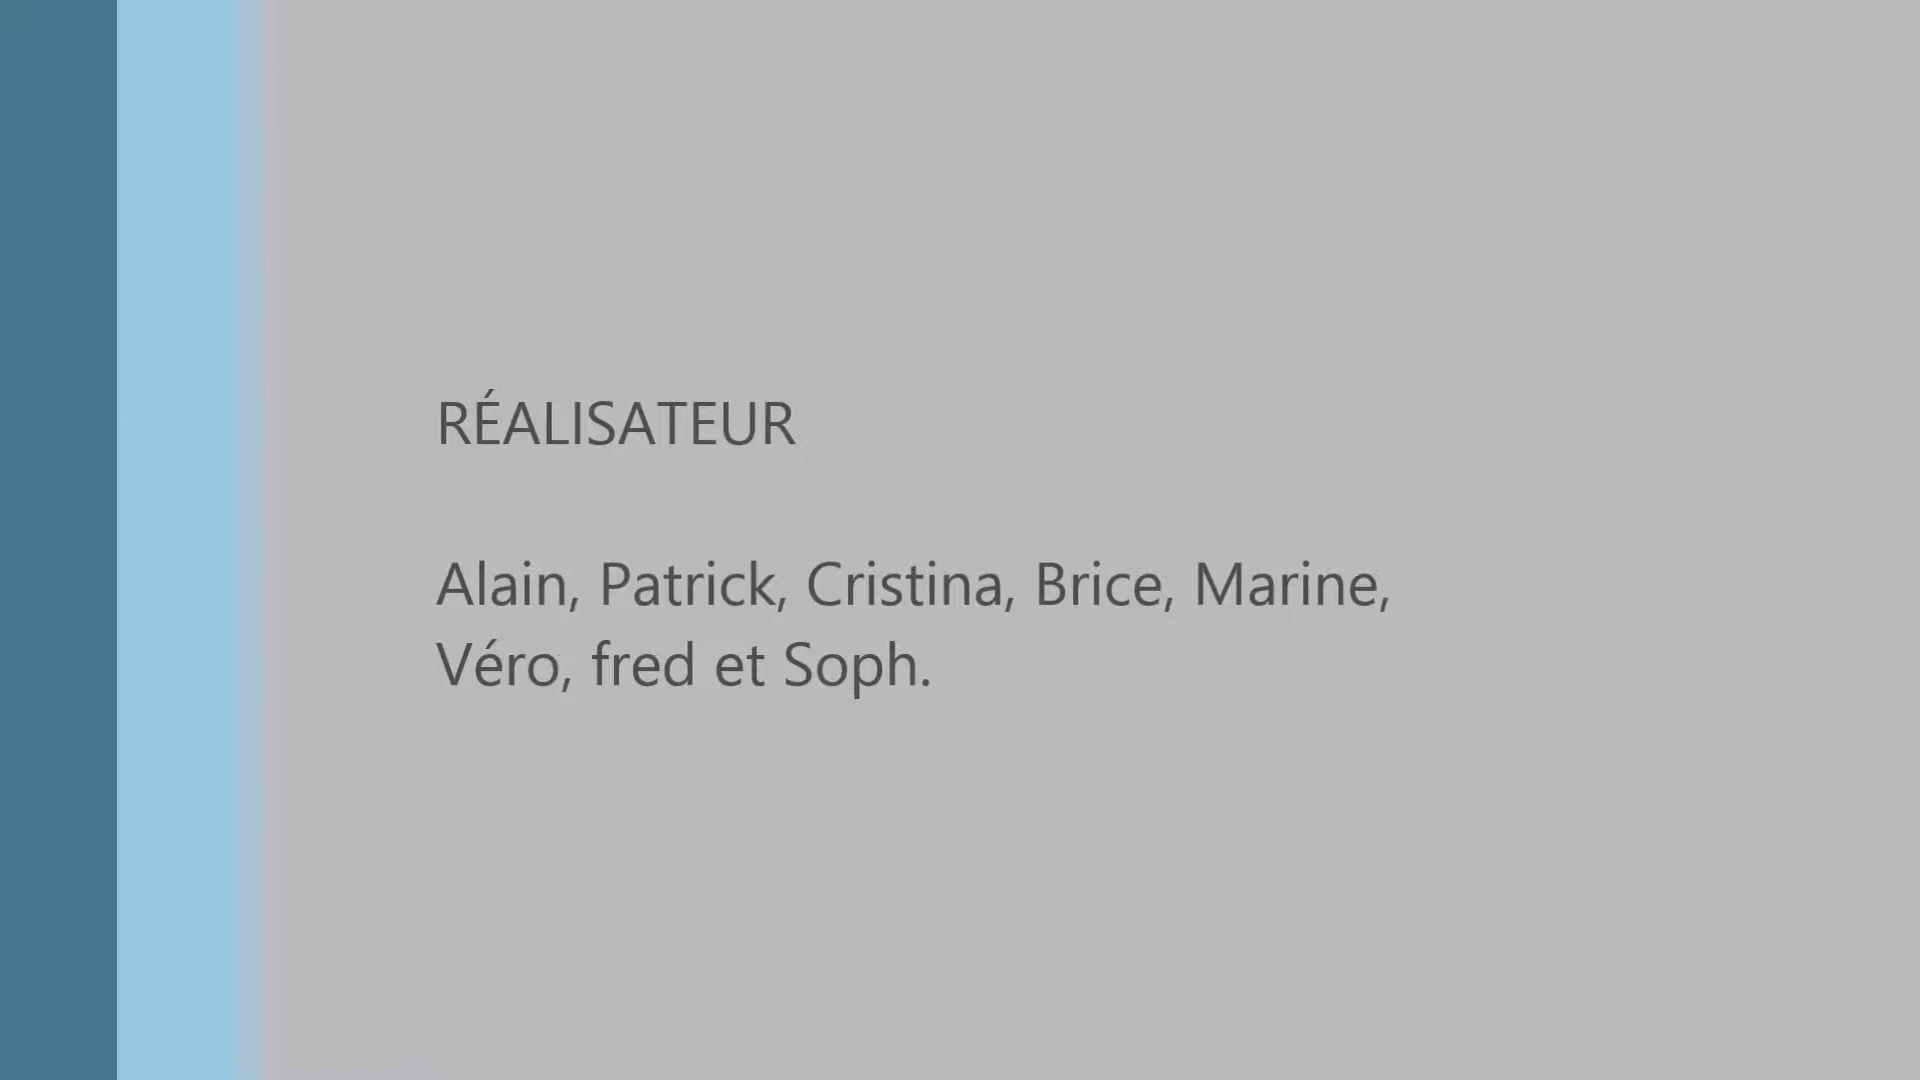 RÉALISATEUR
Alain, Patrick, Cristina, Brice, Marine,
Véro, fred et Soph.